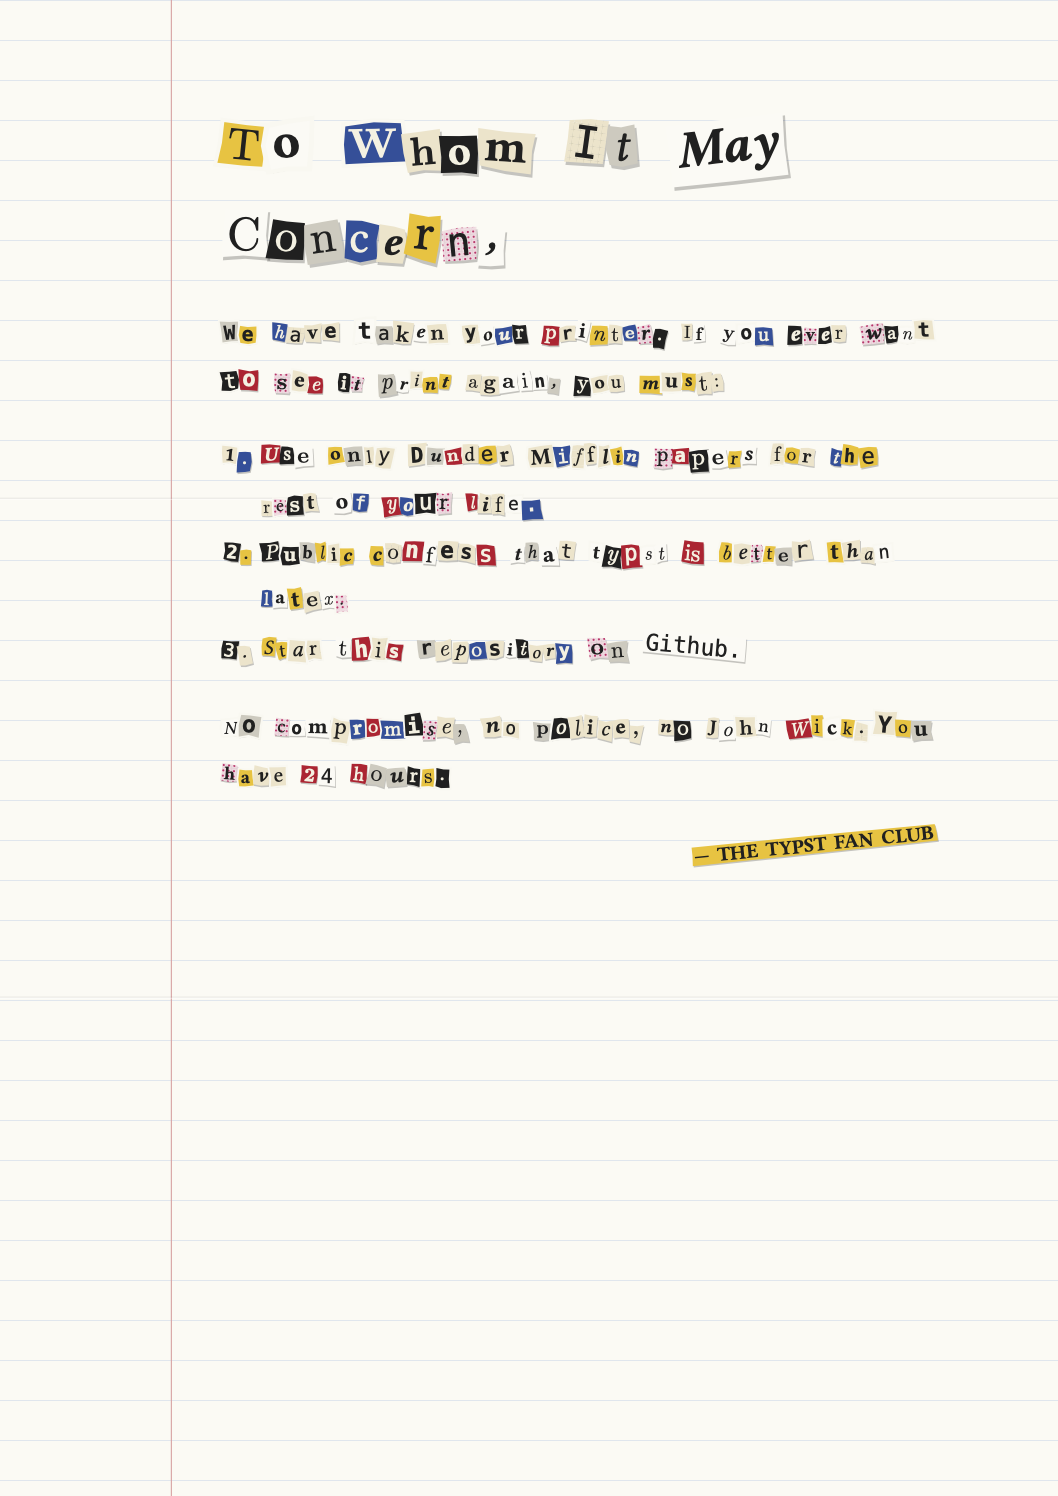 To Whom It May
Concern,
We have taken your printer. If you ever want
to see it print again, you must:
1. Use only Dunder Mifflin papers for the
rest of your life.
2. Public confess that typst is better than
latex;
3. Star this repository on Github.
No compromise, no police, no John Wick. You
have 24 hours.
— THE TYPST FAN CLUB